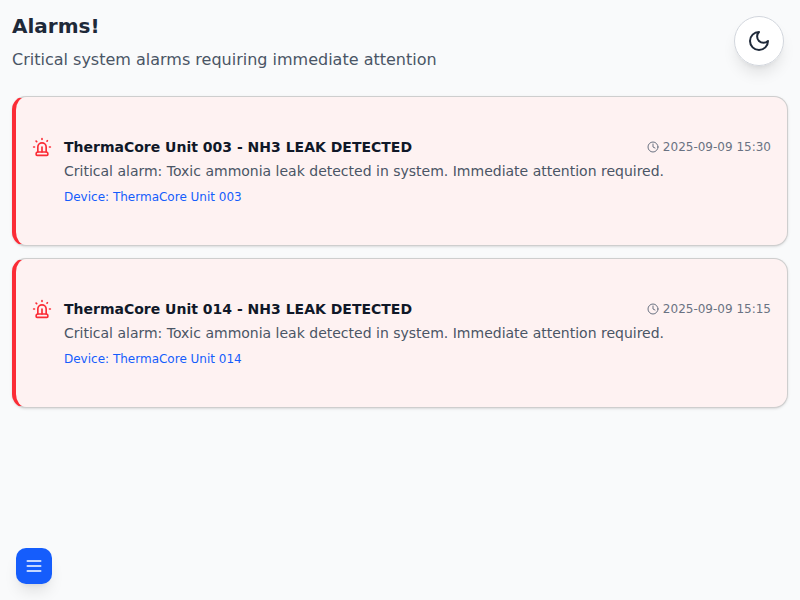 Alarms!
Critical system alarms requiring immediate attention
ThermaCore Unit 003 - NH3 LEAK DETECTED
2025-09-09 15:30
Critical alarm: Toxic ammonia leak detected in system. Immediate attention required.
Device: ThermaCore Unit 003
ThermaCore Unit 014 - NH3 LEAK DETECTED
2025-09-09 15:15
Critical alarm: Toxic ammonia leak detected in system. Immediate attention required.
Device: ThermaCore Unit 014